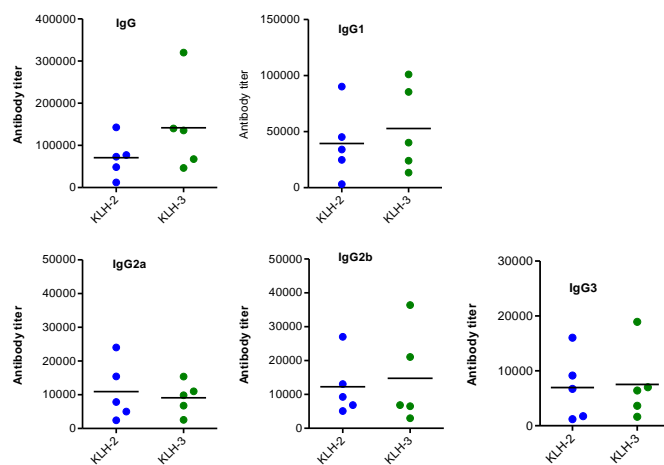 IgG
Antibody titer
400000
300000
200000
100000
0
KLH-2
KLH-3
IgG1
Antibody titer
150000
100000
50000
0
KLH-2
KLH-3
IgG2a
Antibody titer
50000
40000
30000
20000
10000
0
KLH-2
KLH-3
IgG2b
Antibody titer
50000
40000
30000
20000
10000
0
KLH-2
KLH-3
IgG3
Antibody titer
30000
20000
10000
0
KLH-2
KLH-3